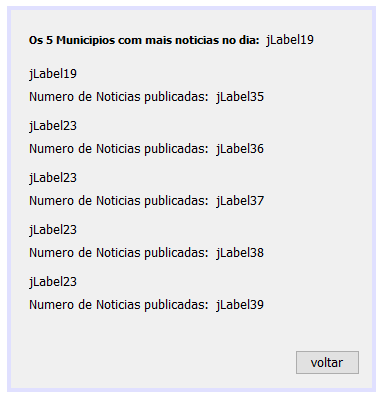 Os 5 Municipios com mais noticias no dia: jLabel19
jLabel19
Numero de Noticias publicadas: jLabel35
jLabel23
Numero de Noticias publicadas: jLabel36
jLabel23
Numero de Noticias publicadas: jLabel37
jLabel23
Numero de Noticias publicadas: jLabel38
jLabel23
Numero de Noticias publicadas: jLabel39
voltar